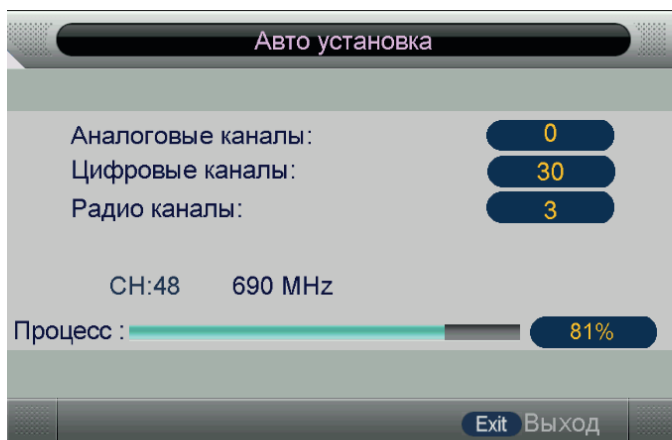 Авто установка
Аналоговые каналы: 0
Цифровые каналы: 30
Радио каналы: 3
CH:48 690 MHz
Процесс : 81%
Exit Выход